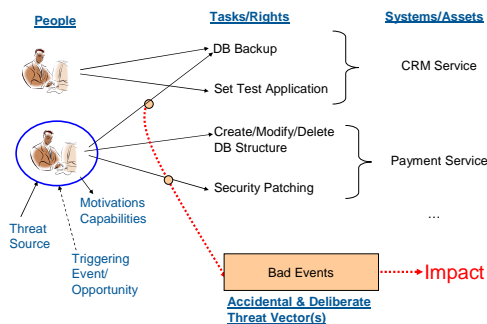 People
Tasks/Rights
Systems/Assets
DB Backup
CRM Service
Set Test Application
Create/Modify/Delete
DB Structure
Payment Service
Security Patching
Motivations
Capabilities
…
Threat
Source
Triggering
Event/
Opportunity
Bad Events
Impact
Accidental & Deliberate
Threat Vector(s)